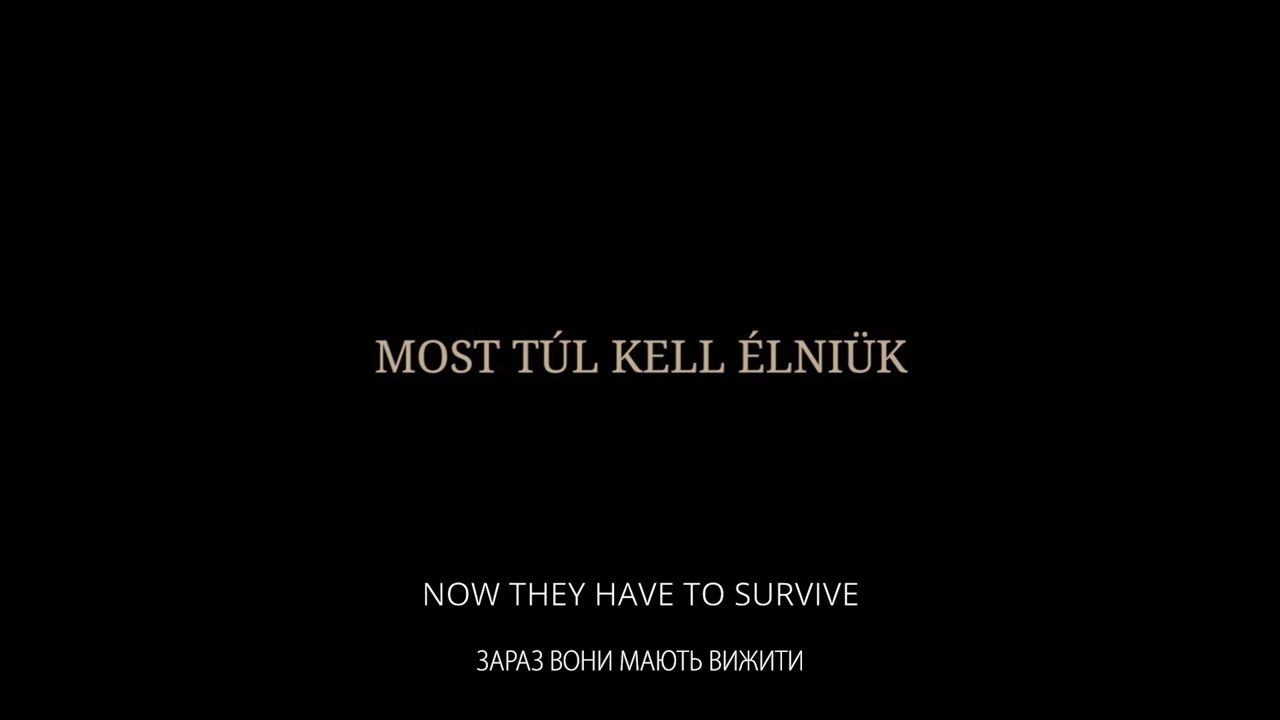 MOST TÚL KELL ÉLNIÜK
NOW THEY HAVE TO SURVIVE
ЗАРАЗ ВОНИ МАЮТЬ ВИЖИТИ